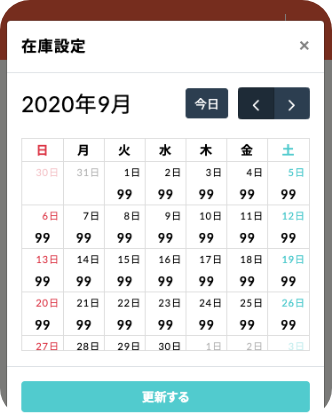 在庫設定 ×
2020年9月 今日 < >
日 月 火 水 木 金 土
30日 31日 1日 2日 3日 4日 5日
99 99 99 99 99
6日 7日 8日 9日 10日 11日 12日
99 99 99 99 99 99 99
13日 14日 15日 16日 17日 18日 19日
99 99 99 99 99 99 99
20日 21日 22日 23日 24日 25日 26日
99 99 99 99 99 99 99
27日 28日 29日 30日 1日 2日 3日
更新する